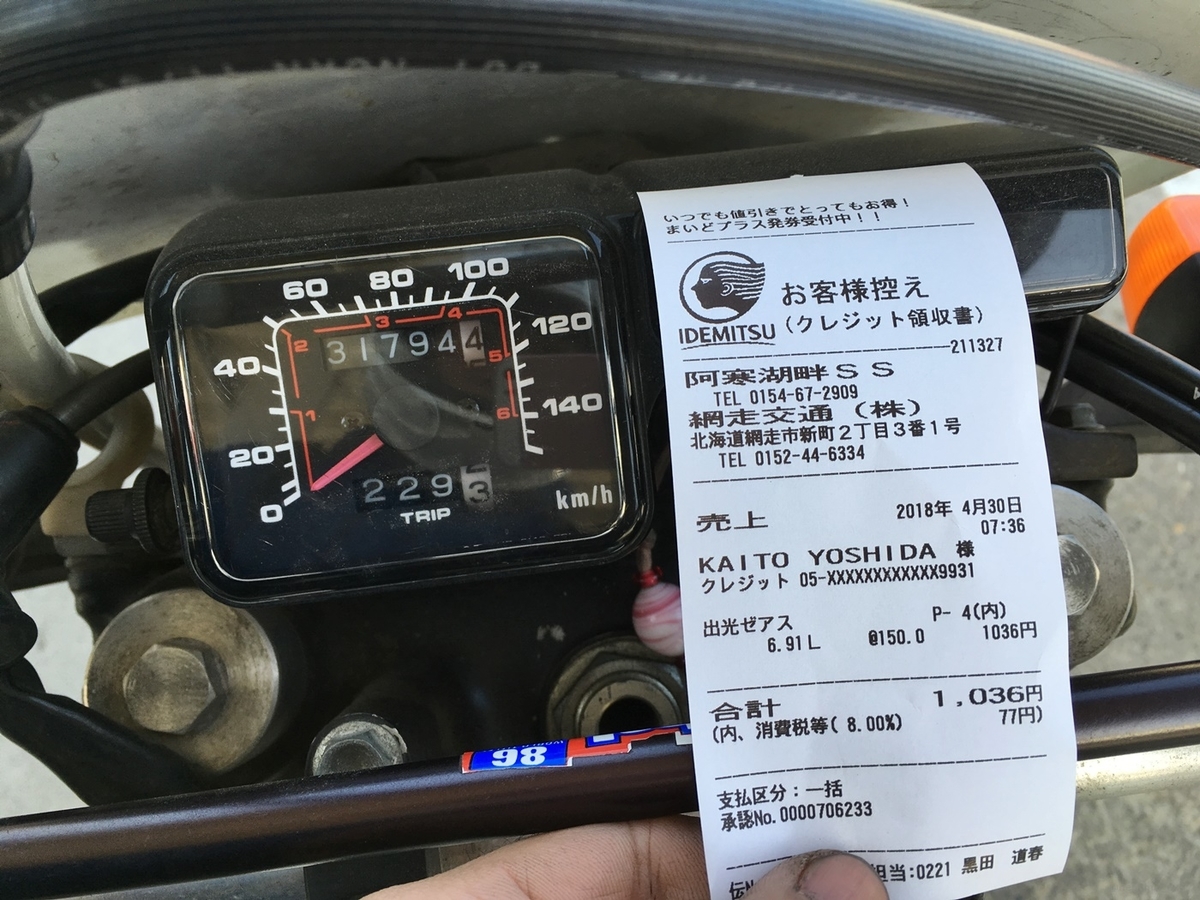 60
80
100
40
120
20
140
0
1
2
3
4
5
6
317944
2293
TRIP
km/h
98
いつでも値引きでとってもお得！
まいどプラス発券受付中！！
IDEMITSU
お客様控え
（クレジット領収書）
211327
阿寒湖畔ＳＳ
TEL 0154-67-2909
網走交通（株）
北海道網走市新町２丁目３番１号
TEL 0152-44-6334
売上
2018年 4月30日
07:36
KAITO YOSHIDA 様
クレジット 05-XXXXXXXXXXXX9931
P- 4(内)
出光ゼアス
6.91L @150.0 1036円
合計 1,036円
(内、消費税等( 8.00%) 77円)
支払区分：一括
承認No.0000706233
担当:0221 黒田 道春